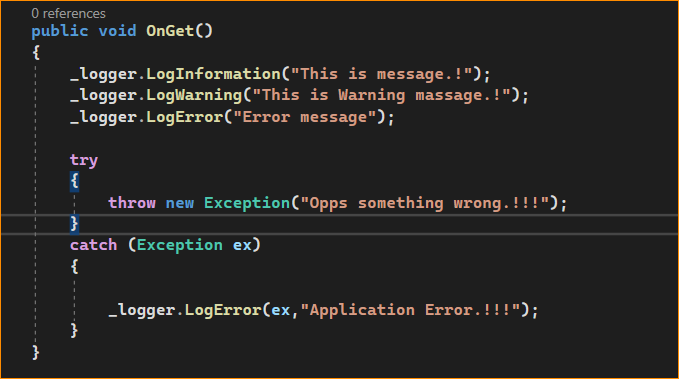 0 references
public void OnGet()
{
_logger.LogInformation("This is message.!");
_logger.LogWarning("This is Warning massage.!");
_logger.LogError("Error message");
try
{
throw new Exception("Opps something wrong.!!!");
}
catch (Exception ex)
{
_logger.LogError(ex,"Application Error.!!!");
}
}